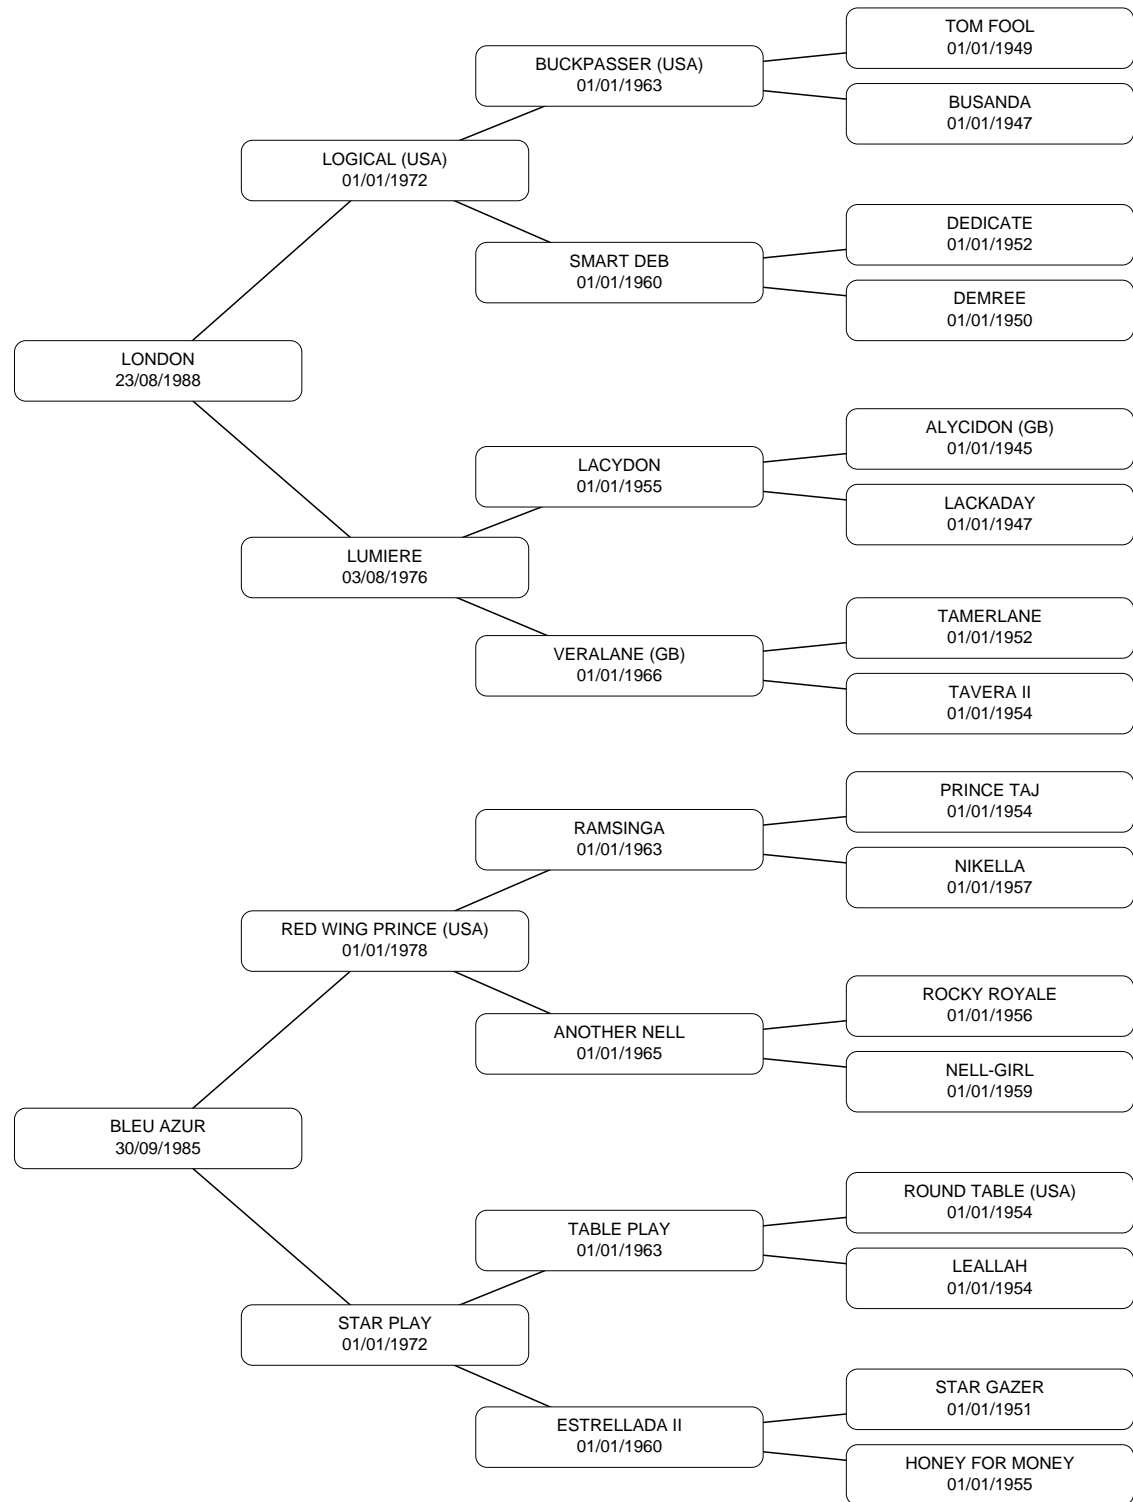 TOM FOOL
01/01/1949
BUCKPASSER (USA)
01/01/1963
BUSANDA
01/01/1947
LOGICAL (USA)
01/01/1972
DEDICATE
01/01/1952
SMART DEB
01/01/1960
DEMREE
01/01/1950
LONDON
23/08/1988
ALYCIDON (GB)
01/01/1945
LACYDON
01/01/1955
LACKADAY
01/01/1947
LUMIERE
03/08/1976
TAMERLANE
01/01/1952
VERALANE (GB)
01/01/1966
TAVERA II
01/01/1954
PRINCE TAJ
01/01/1954
RAMSINGA
01/01/1963
NIKELLA
01/01/1957
RED WING PRINCE (USA)
01/01/1978
ROCKY ROYALE
01/01/1956
ANOTHER NELL
01/01/1965
NELL-GIRL
01/01/1959
BLEU AZUR
30/09/1985
ROUND TABLE (USA)
01/01/1954
TABLE PLAY
01/01/1963
LEALLAH
01/01/1954
STAR PLAY
01/01/1972
STAR GAZER
01/01/1951
ESTRELLADA II
01/01/1960
HONEY FOR MONEY
01/01/1955